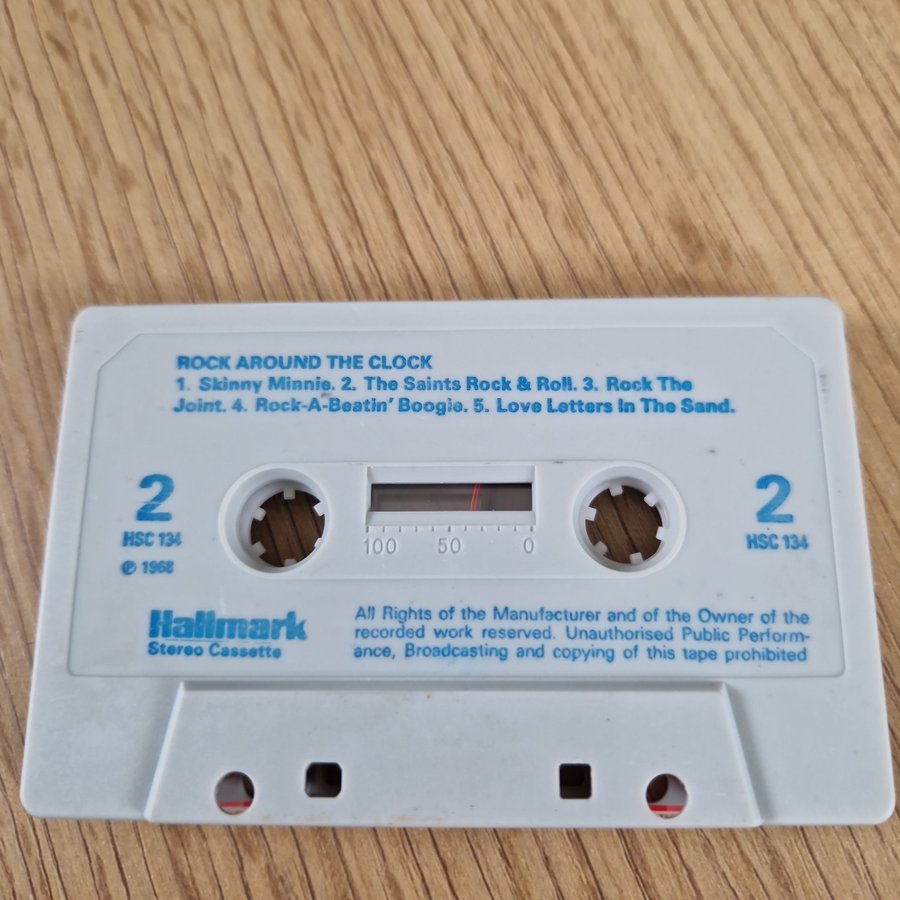 ROCK AROUND THE CLOCK
1. Skinny Minnie. 2. The Saints Rock & Roll. 3. Rock The
Joint. 4. Rock-A-Beatin' Boogie. 5. Love Letters In The Sand.
2
HSC 134
℗ 1968
100 50 0
2
HSC 134
Hallmark
Stereo Cassette
All Rights of the Manufacturer and of the Owner of the
recorded work reserved. Unauthorised Public Perform-
ance, Broadcasting and copying of this tape prohibited